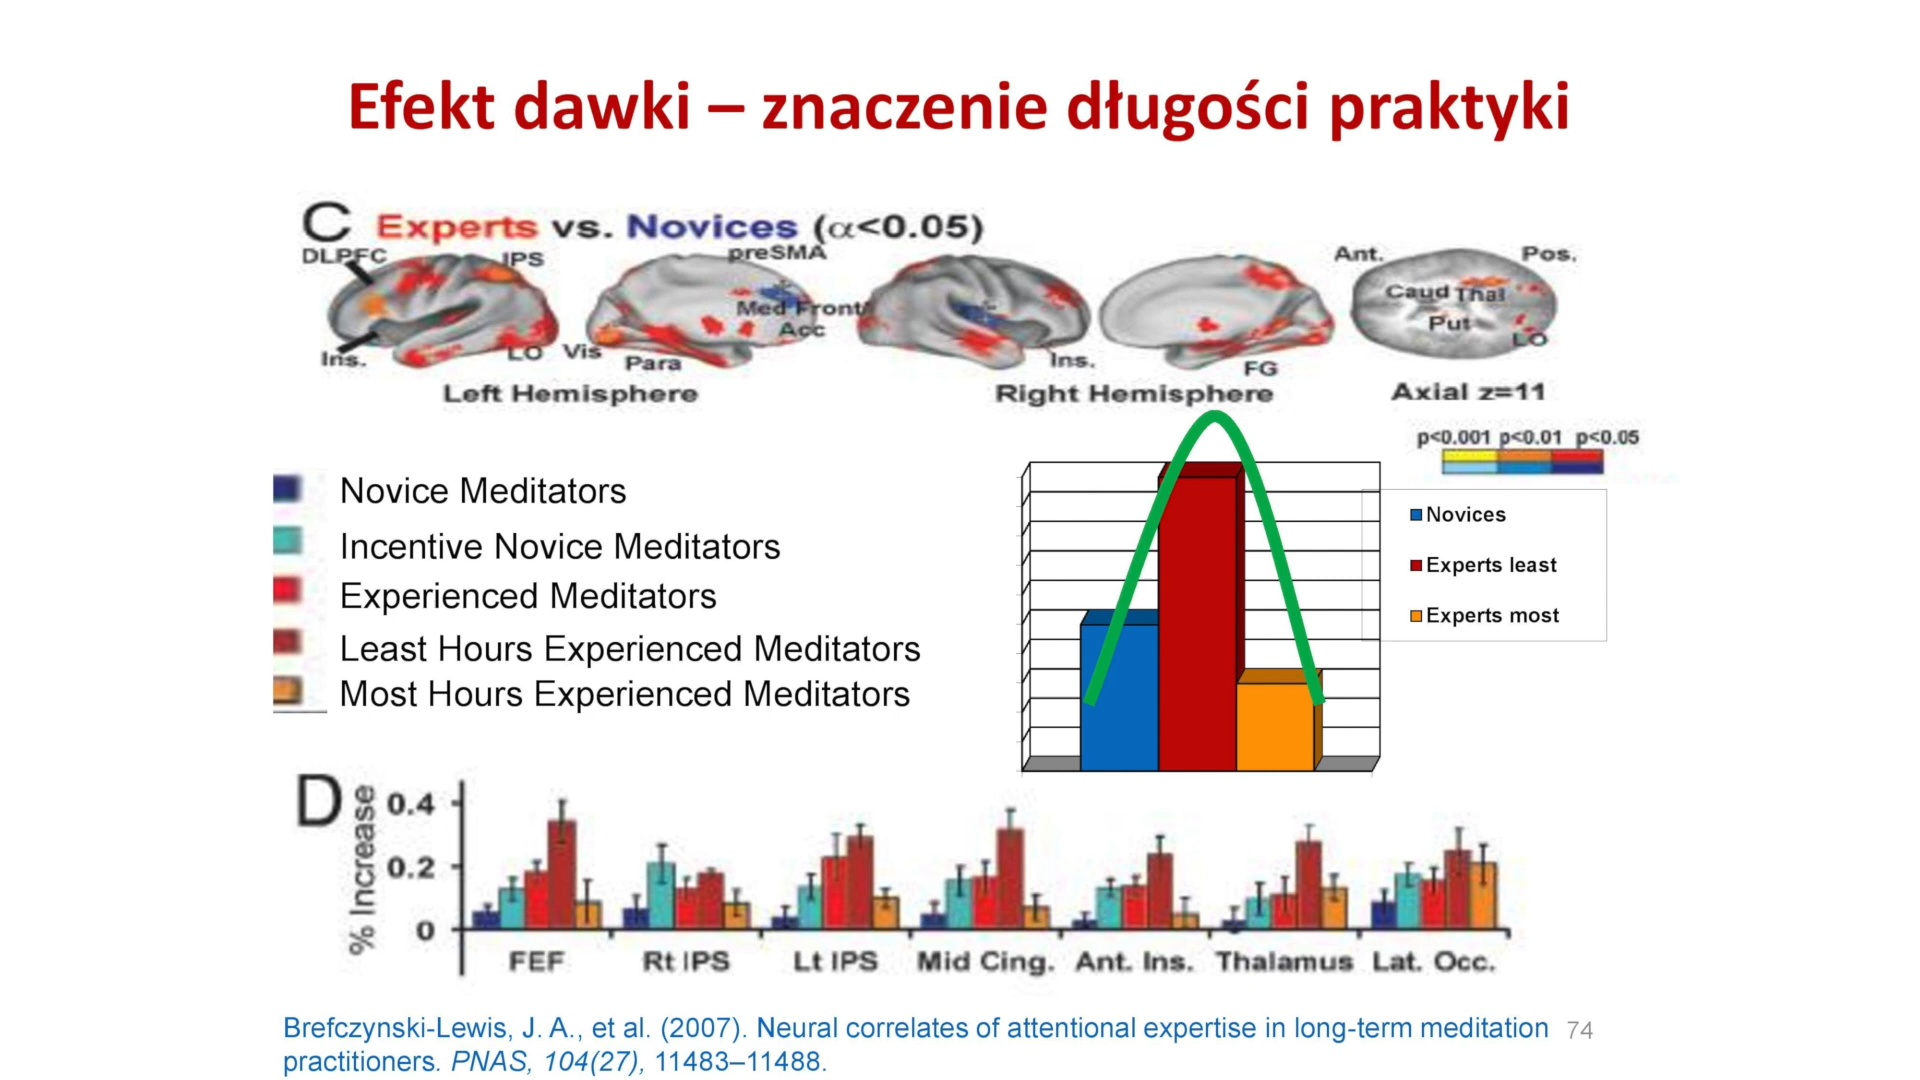 Efekt dawki – znaczenie długości praktyki
C Experts vs. Novices (α<0.05)
DLPFC
IPS
preSMA
Ant.
Pos.
Med Front
Acc
Caud Thal
Put
LO
Ins.
LO
Vis
Para
Ins.
FG
Left Hemisphere
Right Hemisphere
Axial z=11
p<0.001 p<0.01 p<0.05
Novice Meditators
Incentive Novice Meditators
Experienced Meditators
Least Hours Experienced Meditators
Most Hours Experienced Meditators
Novices
Experts least
Experts most
D
% Increase
0.4
0.2
0
FEF
Rt IPS
Lt IPS
Mid Cing.
Ant. Ins.
Thalamus
Lat. Occ.
Brefczynski-Lewis, J. A., et al. (2007). Neural correlates of attentional expertise in long-term meditation
practitioners. PNAS, 104(27), 11483–11488.
74